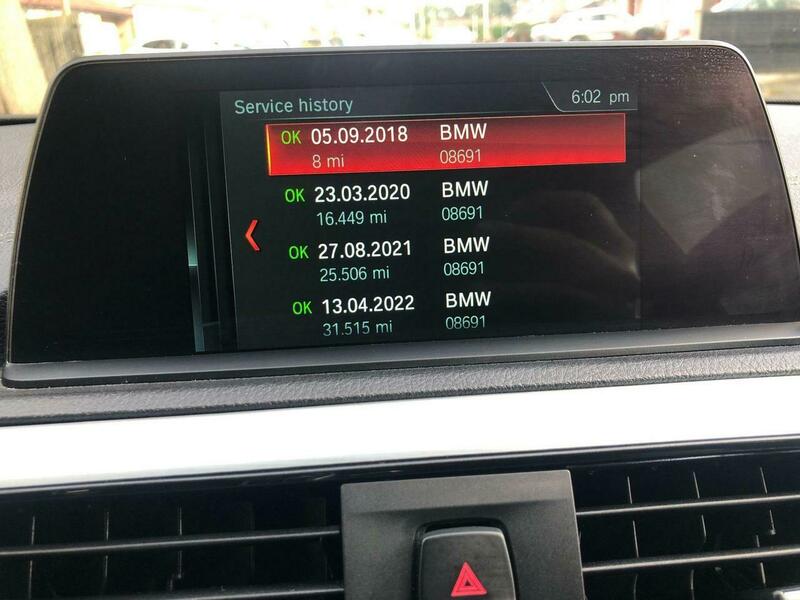 Service history 6:02 pm
OK 05.09.2018 BMW
8 mi 08691
OK 23.03.2020 BMW
16.449 mi 08691
OK 27.08.2021 BMW
25.506 mi 08691
OK 13.04.2022 BMW
31.515 mi 08691